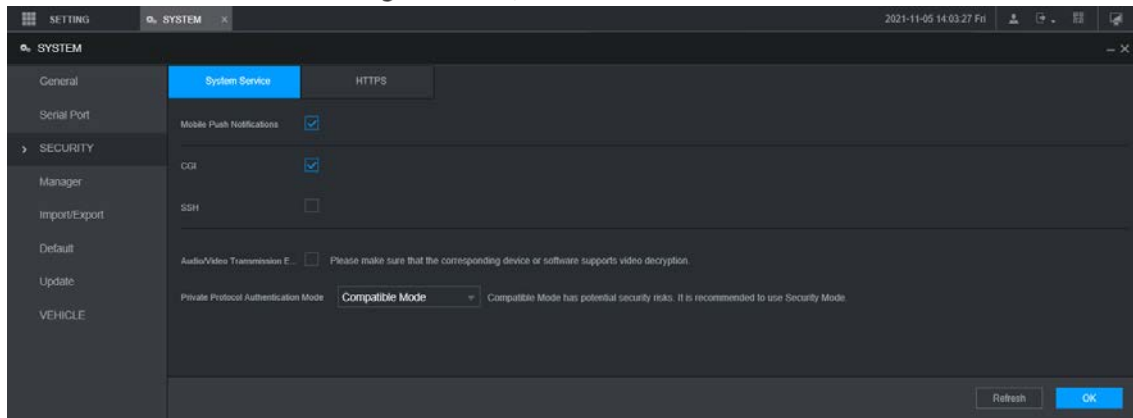 SETTING SYSTEM × 2021-11-05 14:03:27 Fri
SYSTEM
General System Service HTTPS
Serial Port Mobile Push Notifications
SECURITY
CGI
Manager
Import/Export SSH
Default Audio/Video Transmission E... Please make sure that the corresponding device or software supports video decryption.
Update Private Protocol Authentication Mode Compatible Mode Compatible Mode has potential security risks. It is recommended to use Security Mode.
VEHICLE
Refresh OK